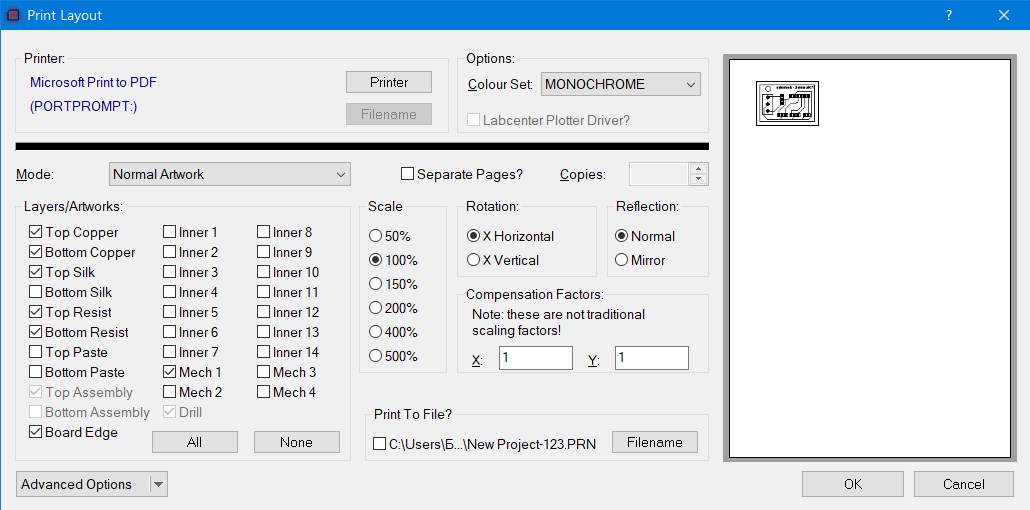 Print Layout
?
Printer:
Microsoft Print to PDF
(PORTPROMPT:)
Printer
Filename
Options:
Colour Set:
MONOCHROME
Labcenter Plotter Driver?
Mode:
Normal Artwork
Separate Pages?
Copies:
Layers/Artworks:
Top Copper
Bottom Copper
Top Silk
Bottom Silk
Top Resist
Bottom Resist
Top Paste
Bottom Paste
Top Assembly
Bottom Assembly
Board Edge
Inner 1
Inner 2
Inner 3
Inner 4
Inner 5
Inner 6
Inner 7
Mech 1
Mech 2
Drill
Inner 8
Inner 9
Inner 10
Inner 11
Inner 12
Inner 13
Inner 14
Mech 3
Mech 4
All
None
Scale
50%
100%
150%
200%
400%
500%
Rotation:
X Horizontal
X Vertical
Reflection:
Normal
Mirror
Compensation Factors:
Note: these are not traditional
scaling factors!
X: 1
Y: 1
Print To File?
C:\Users\Б...\New Project-123.PRN
Filename
Advanced Options
OK
Cancel